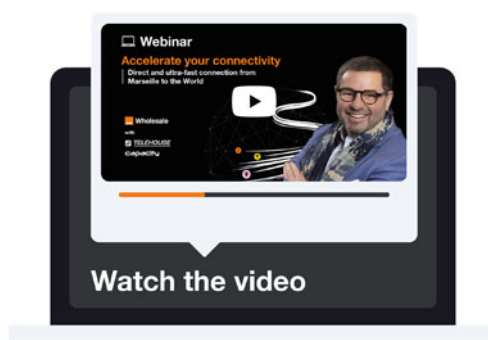 Webinar
Accelerate your connectivity
Direct and ultra-fast connection from
Marseille to the World
Wholesale
with
TELEHOUSE
capacity
Watch the video